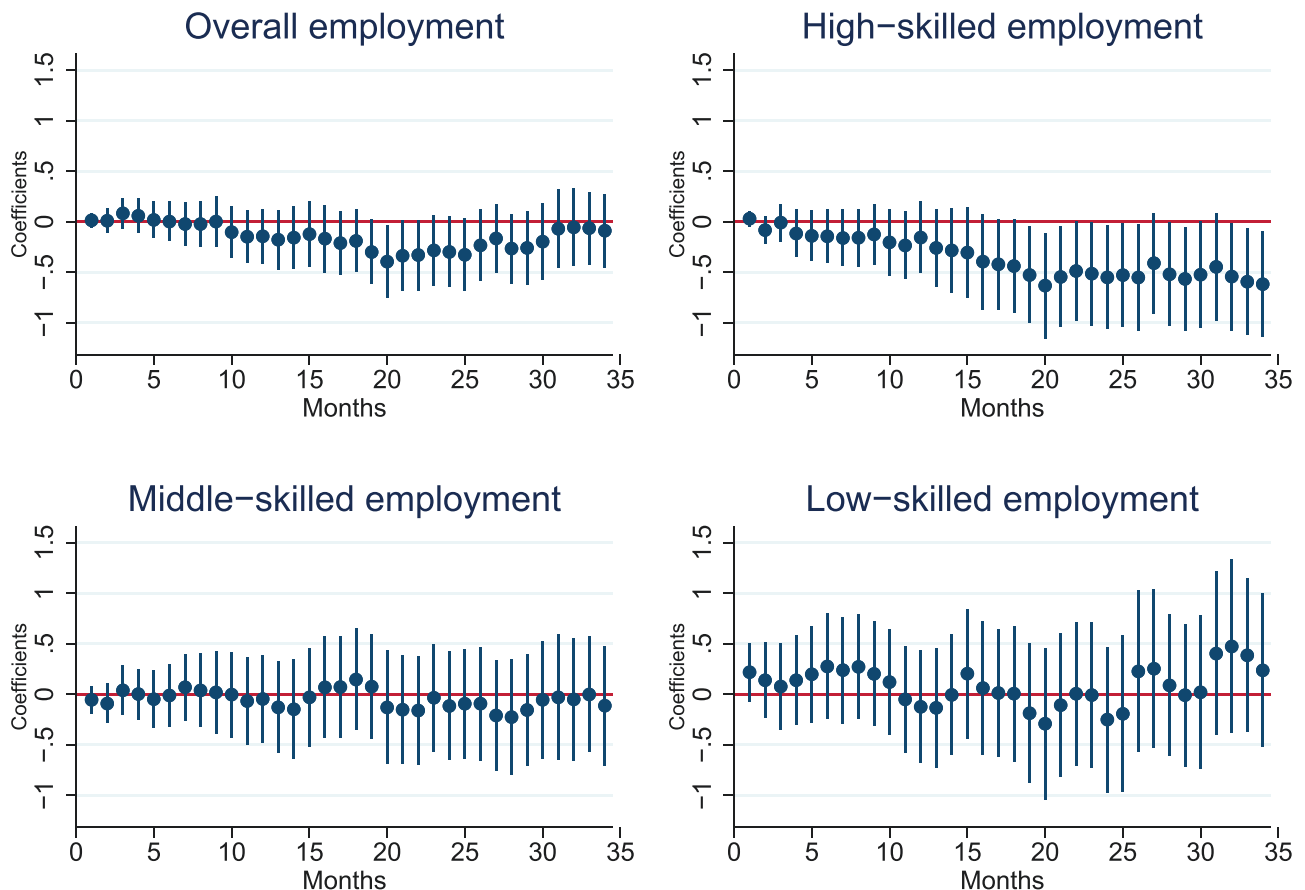 Overall employment
Coefficients
1.5
1
.5
0
−.5
−1
0 5 10 15 20 25 30 35
Months
High−skilled employment
Coefficients
1.5
1
.5
0
−.5
−1
0 5 10 15 20 25 30 35
Months
Middle−skilled employment
Coefficients
1.5
1
.5
0
−.5
−1
0 5 10 15 20 25 30 35
Months
Low−skilled employment
Coefficients
1.5
1
.5
0
−.5
−1
0 5 10 15 20 25 30 35
Months